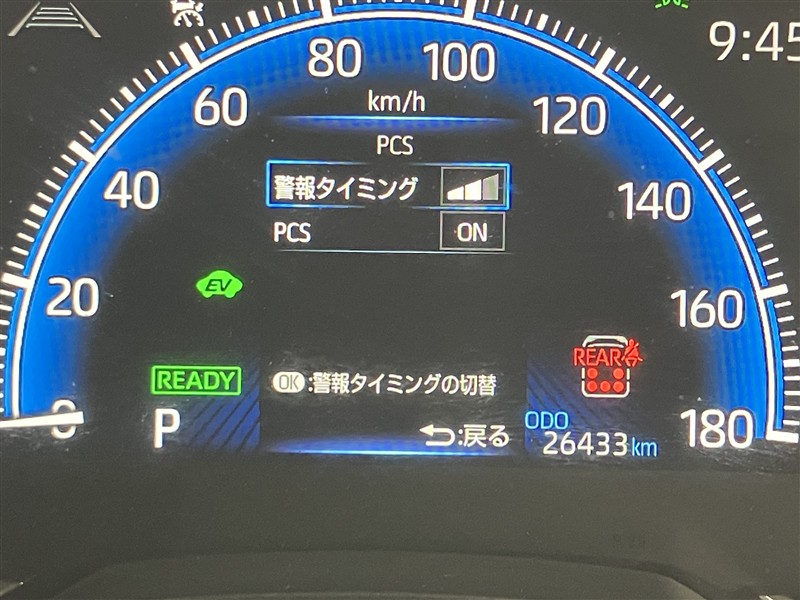 9:45
80 100
60 km/h 120
PCS
40 警報タイミング 140
PCS ON
EV
20 160
REAR
READY OK:警報タイミングの切替
0 P :戻る ODO 180
26433km